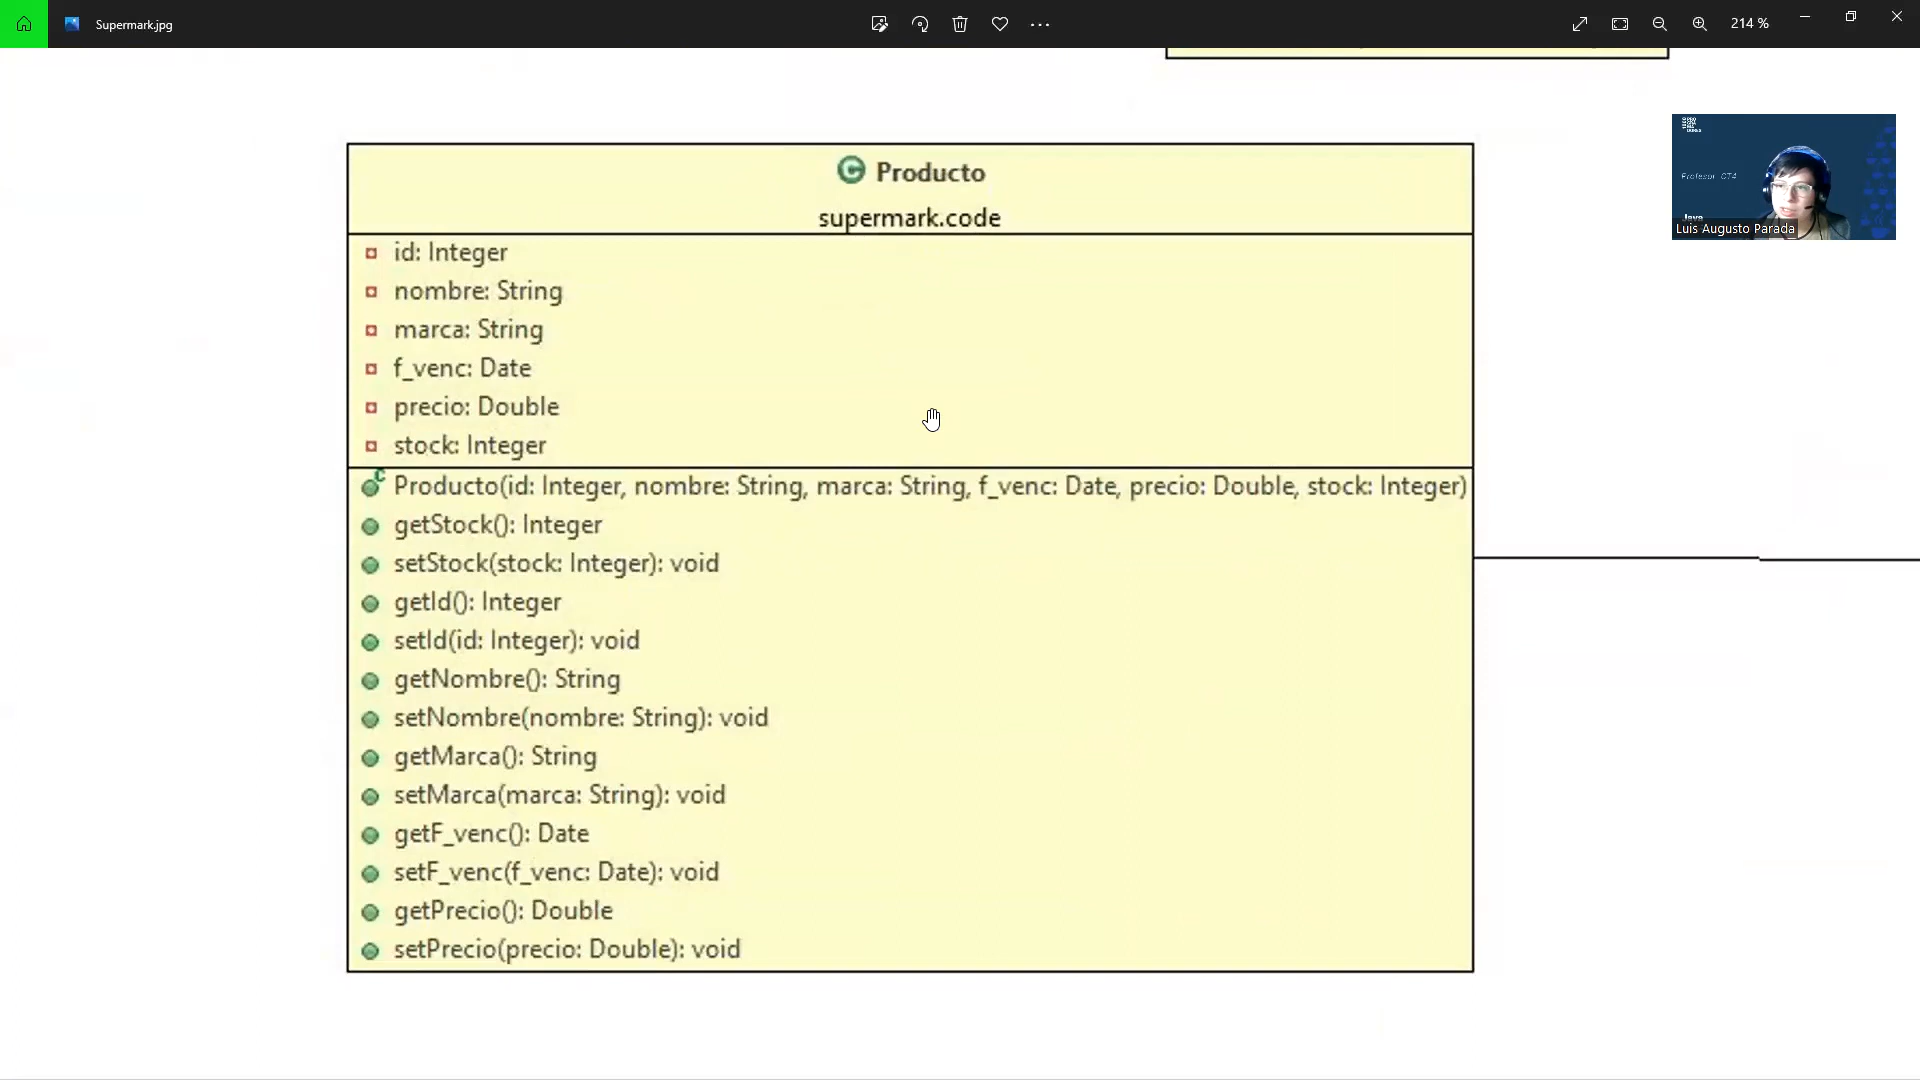 Supermark.jpg
214 %
Producto
supermark.code
id: Integer
nombre: String
marca: String
f_venc: Date
precio: Double
stock: Integer
Producto(id: Integer, nombre: String, marca: String, f_venc: Date, precio: Double, stock: Integer)
getStock(): Integer
setStock(stock: Integer): void
getId(): Integer
setId(id: Integer): void
getNombre(): String
setNombre(nombre: String): void
getMarca(): String
setMarca(marca: String): void
getF_venc(): Date
setF_venc(f_venc: Date): void
getPrecio(): Double
setPrecio(precio: Double): void
Profesor CT4
Java
Luis Augusto Parada